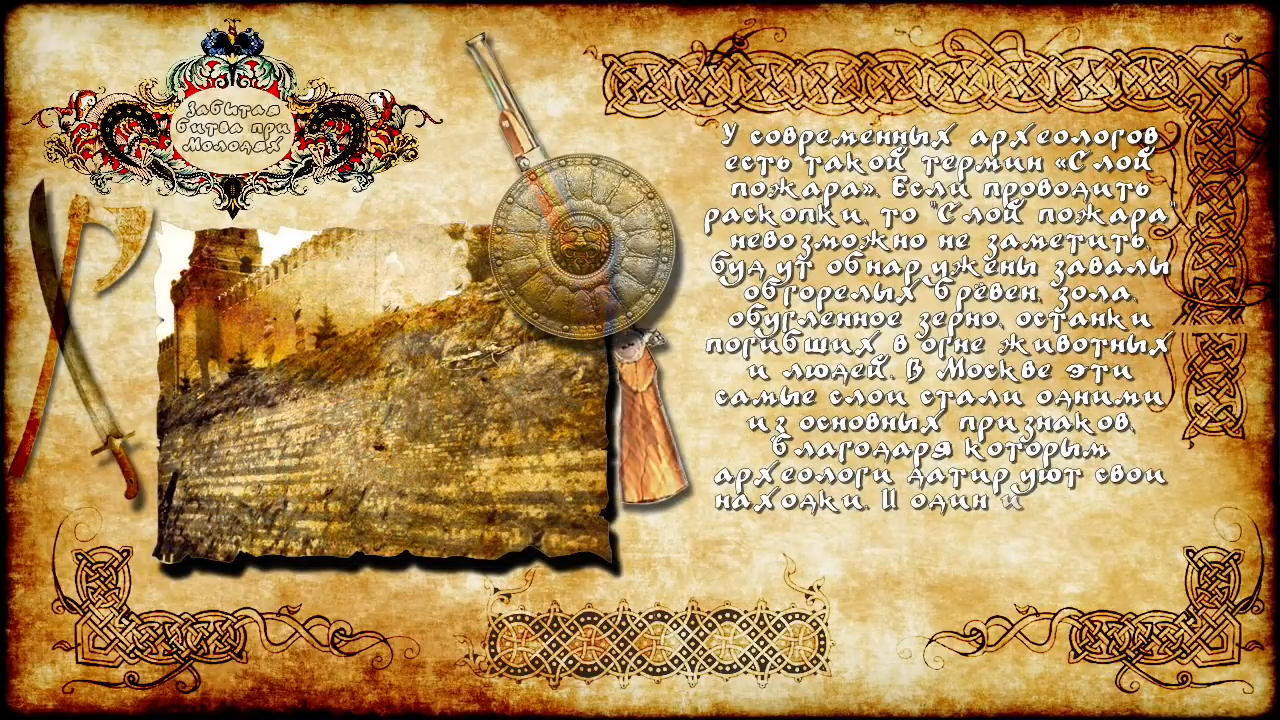 Забытая
битва при
Молодях
У современных археологов
есть такой термин «Слой
пожара». Если проводить
раскопки, то "Слой пожара"
невозможно не заметить,
будут обнаружены завалы
обгорелых брёвен, зола,
обугленное зерно, останки
погибших в огне животных
и людей. В Москве эти
самые слои стали одними
из основных признаков,
благодаря которым
археологи датируют свои
находки. И один и